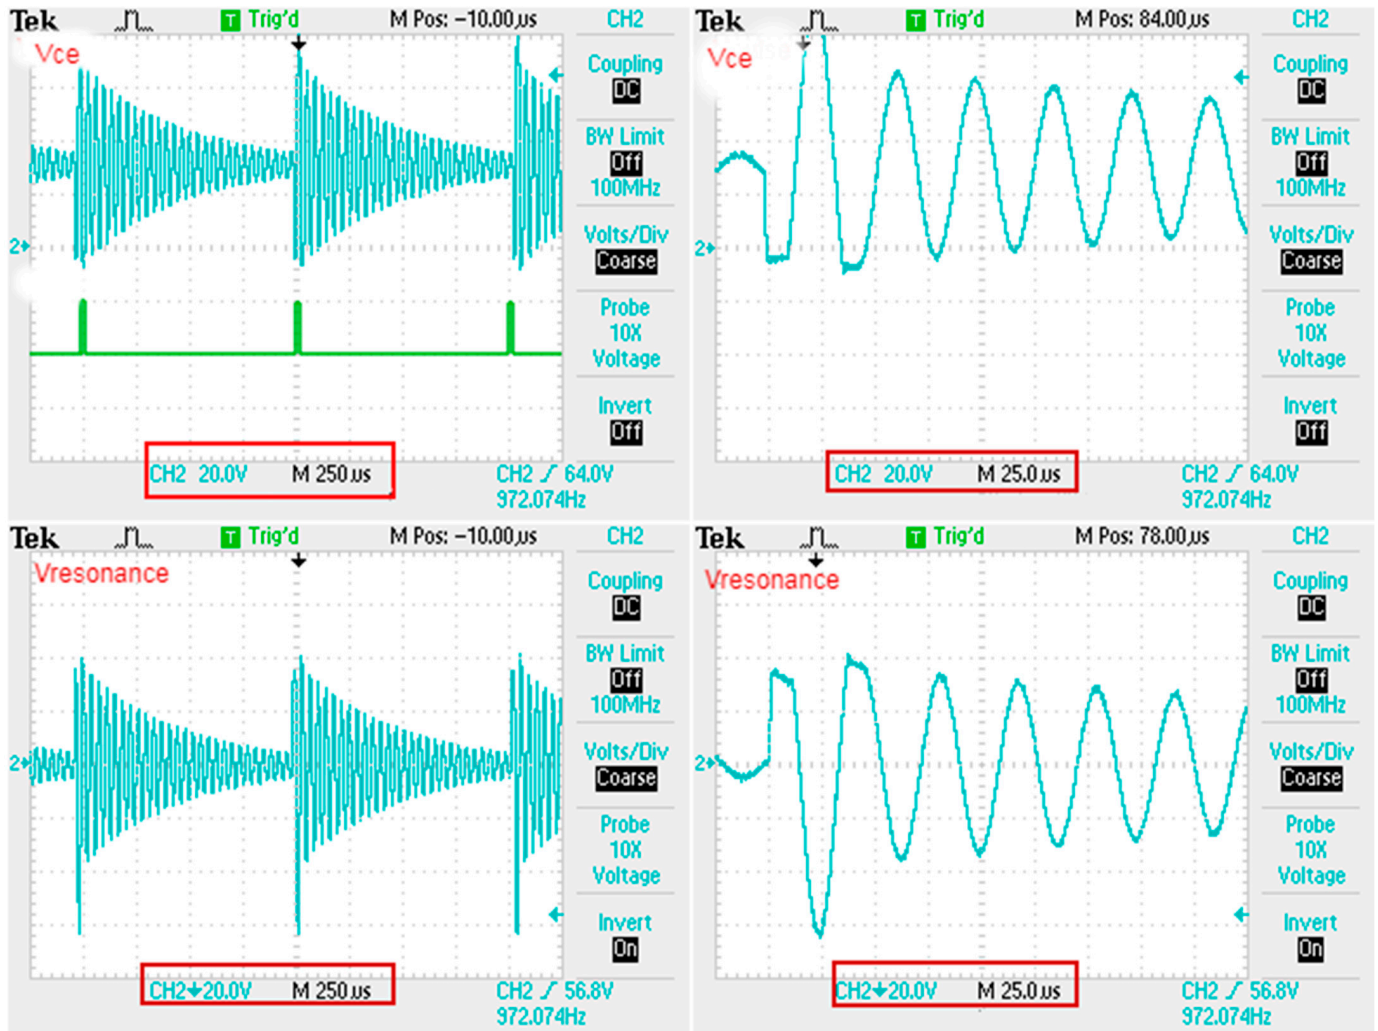 Tek Trig'd M Pos: −10.00µs CH2
Vce
Coupling
DC
BW Limit
Off
100MHz
2
Volts/Div
Coarse
Probe
10X
Voltage
Invert
Off
CH2 20.0V M 250µs CH2 64.0V
972.074Hz
Tek Trig'd M Pos: 84.00µs CH2
Vce
Coupling
DC
BW Limit
Off
100MHz
2
Volts/Div
Coarse
Probe
10X
Voltage
Invert
Off
CH2 20.0V M 25.0µs CH2 64.0V
972.074Hz
Tek Trig'd M Pos: −10.00µs CH2
Vresonance
Coupling
DC
BW Limit
Off
100MHz
2
Volts/Div
Coarse
Probe
10X
Voltage
Invert
On
CH2 20.0V M 250µs CH2 56.8V
972.074Hz
Tek Trig'd M Pos: 78.00µs CH2
Vresonance
Coupling
DC
BW Limit
Off
100MHz
2
Volts/Div
Coarse
Probe
10X
Voltage
Invert
On
CH2 20.0V M 25.0µs CH2 56.8V
972.074Hz